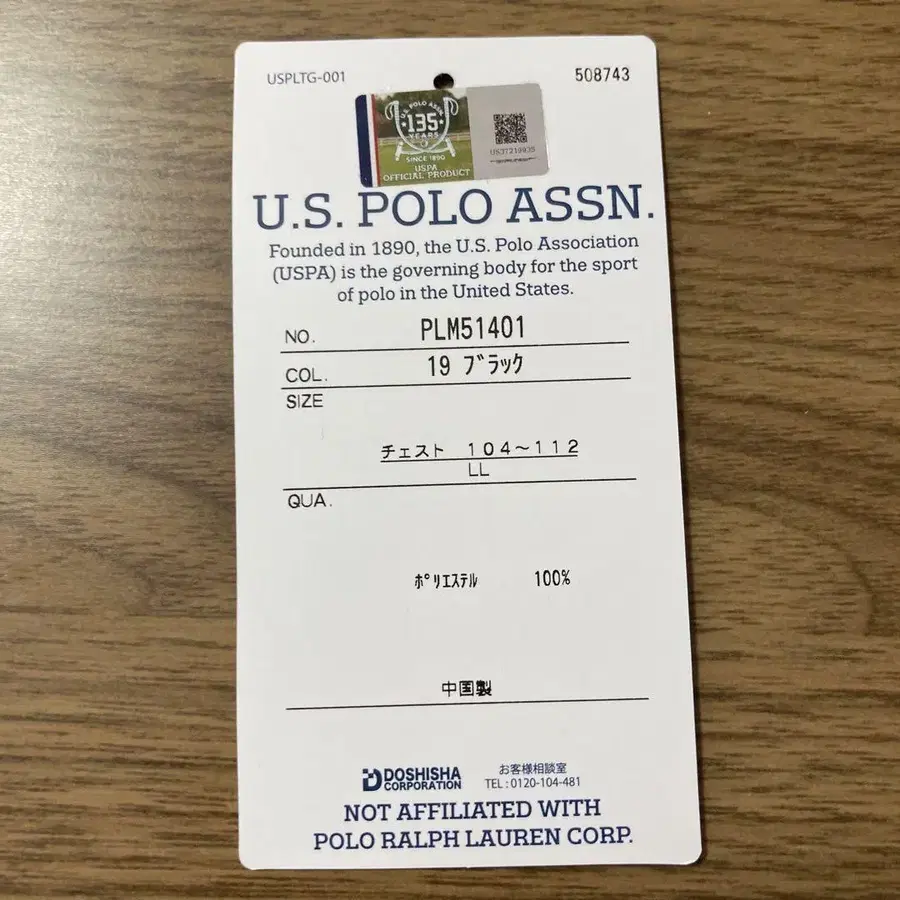 USPLTG-001
508743
U.S. POLO ASSN.
135
YEARS
SINCE 1890
USPA
OFFICIAL PRODUCT
U.S. POLO ASSN.
Founded in 1890, the U.S. Polo Association
(USPA) is the governing body for the sport
of polo in the United States.
NO. PLM51401
COL. 19 ブラック
SIZE
チェスト 104~112
LL
QUA.
ポリエステル 100%
中国製
DOSHISHA
CORPORATION
お客様相談室
TEL:0120-104-481
NOT AFFILIATED WITH
POLO RALPH LAUREN CORP.